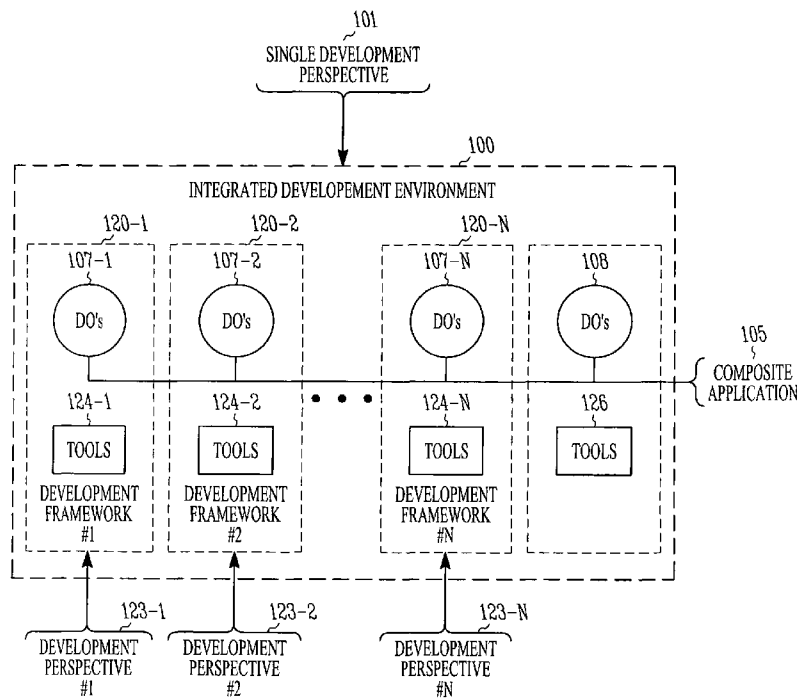 101
SINGLE DEVELOPMENT
PERSPECTIVE
100
INTEGRATED DEVELOPEMENT ENVIRONMENT
120-1
120-2
120-N
107-1
107-2
107-N
108
DO's
DO's
DO's
DO's
105
COMPOSITE
APPLICATION
124-1
124-2
124-N
126
TOOLS
TOOLS
TOOLS
TOOLS
DEVELOPMENT
FRAMEWORK
#1
DEVELOPMENT
FRAMEWORK
#2
DEVELOPMENT
FRAMEWORK
#N
123-1
123-2
123-N
DEVELOPMENT
PERSPECTIVE
#1
DEVELOPMENT
PERSPECTIVE
#2
DEVELOPMENT
PERSPECTIVE
#N